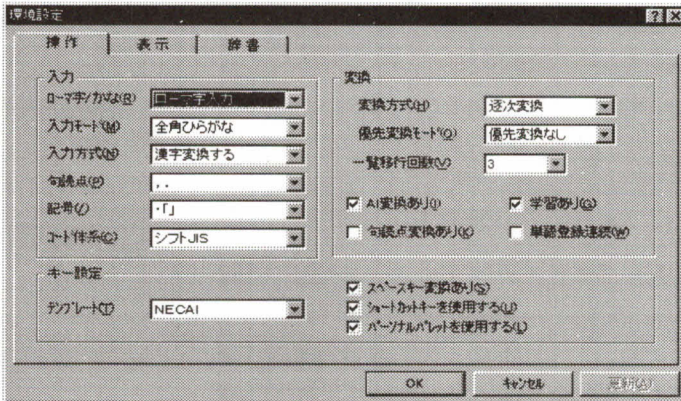 環境設定
操作 表示 辞書
入力
ローマ字/かな(R) ローマ字入力
入力モード(M) 全角ひらがな
入力方式(N) 漢字変換する
句読点(P) , .
記号(/) ・「」
コード体系(C) シフトJIS
変換
変換方式(H) 逐次変換
優先変換モード(Q) 優先変換なし
一覧移行回数(V) 3
AI変換あり(I) 学習あり(G)
句読点変換あり(K) 単語登録連続(W)
キー設定
テンプレート(T) NECAI
スペースキー変換あり(S)
ショートカットキーを使用する(U)
パーソナルパレットを使用する(L)
OK キャンセル 更新(A)